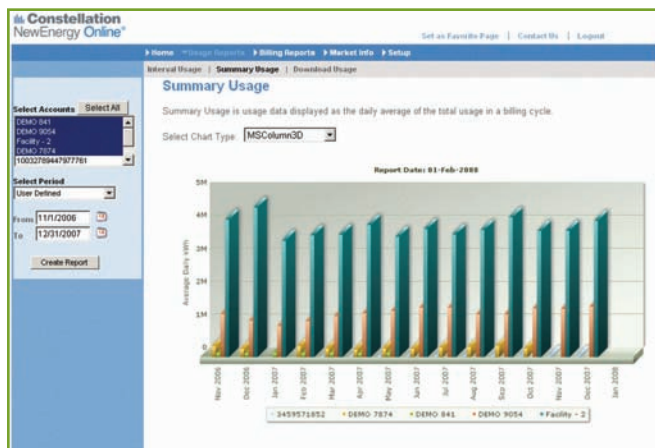 Constellation
NewEnergy Online®
Set as Favorite Page | Contact Us | Logout
Home Usage Reports Billing Reports Market Info Setup
Interval Usage | Summary Usage | Download Usage
Summary Usage
Summary Usage is usage data displayed as the daily average of the total usage in a billing cycle.
Select Accounts Select All
DEMO 841
DEMO 9054
Facility - 2
DEMO 7874
10032789447977761
Select Period
User Defined
From 11/1/2006
To 12/31/2007
Create Report
Select Chart Type: MSColumn3D
Report Date: 01-Feb-2008
Average Daily kWh
5M
4M
3M
2M
1M
0
Nov 2006
Dec 2006
Jan 2007
Feb 2007
Mar 2007
Apr 2007
May 2007
Jun 2007
Jul 2007
Aug 2007
Sep 2007
Oct 2007
Nov 2007
Dec 2007
Jan 2008
3459571652 DEMO 7874 DEMO 841 DEMO 9054 Facility - 2